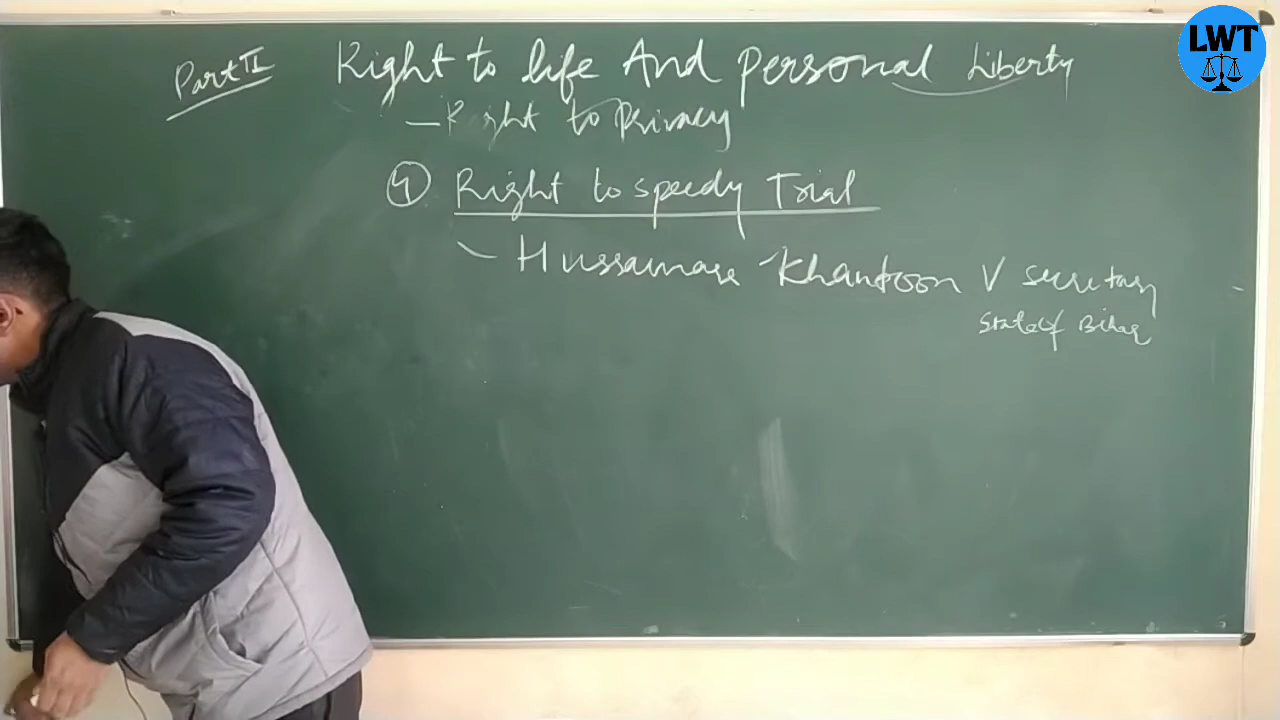 LWT
Part II Right to life And Personal Liberty
- Right to Privacy
④ Right to speedy Trial
- Hussainare Khantoon V secretary
State of Bihar